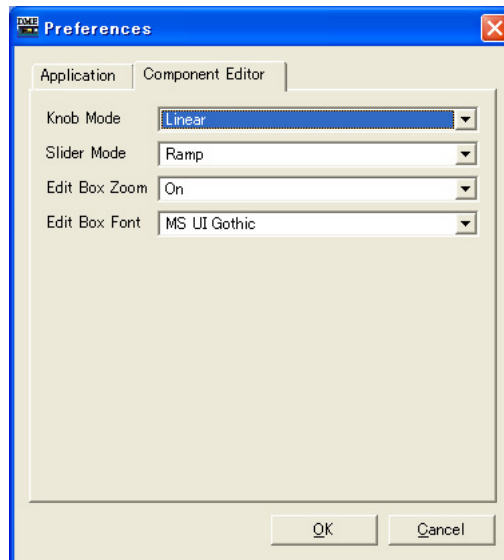 DME
Preferences
Application
Component Editor
Knob Mode
Linear
Slider Mode
Ramp
Edit Box Zoom
On
Edit Box Font
MS UI Gothic
OK
Cancel